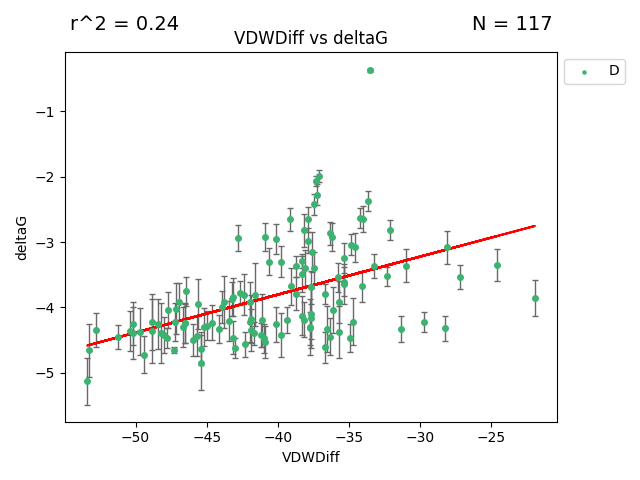 r^2 = 0.24
N = 117
VDWDiff vs deltaG
D
deltaG
−1
−2
−3
−4
−5
−50
−45
−40
−35
−30
−25
VDWDiff